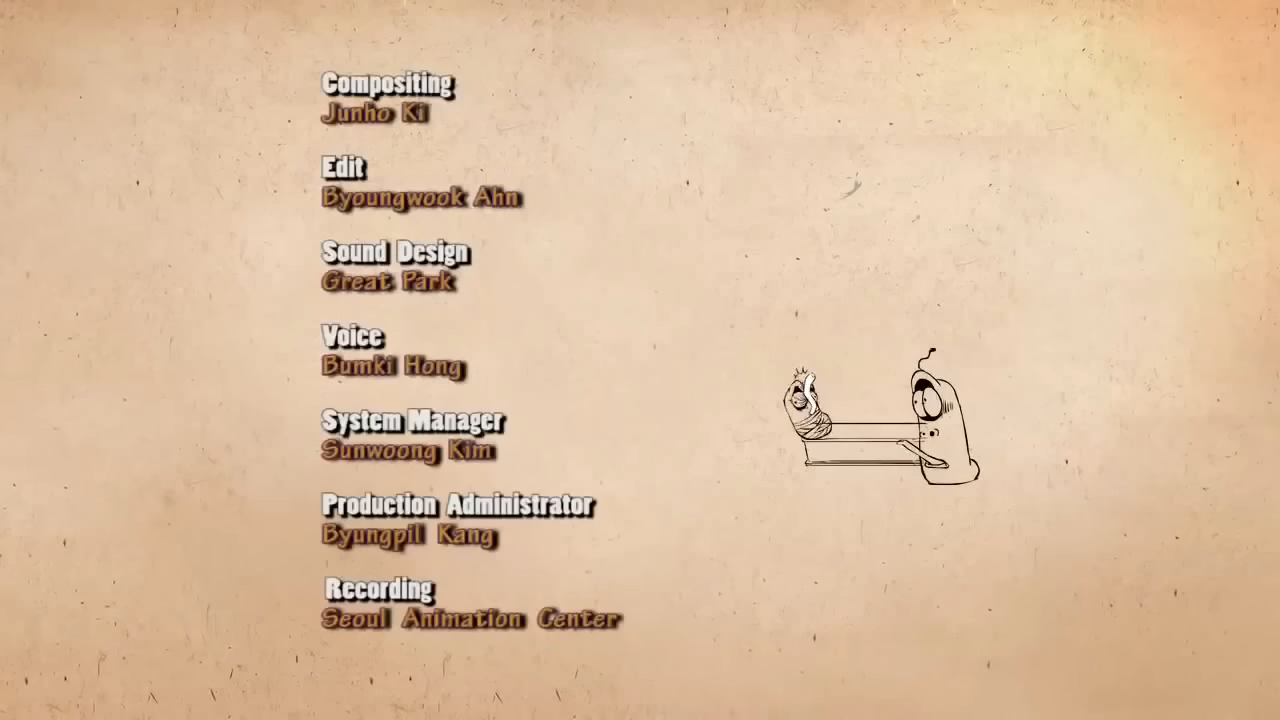 Compositing
Junho Ki
Edit
Byoungwook Ahn
Sound Design
Great Park
Voice
Bumki Hong
System Manager
Sunwoong Kim
Production Administrator
Byungpil Kang
Recording
Seoul Animation Center